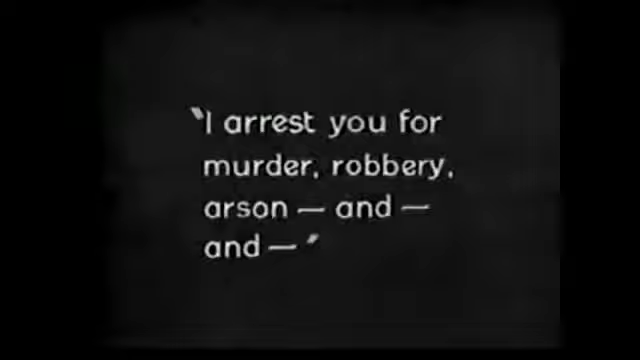 "I arrest you for
murder, robbery,
arson — and —
and — "